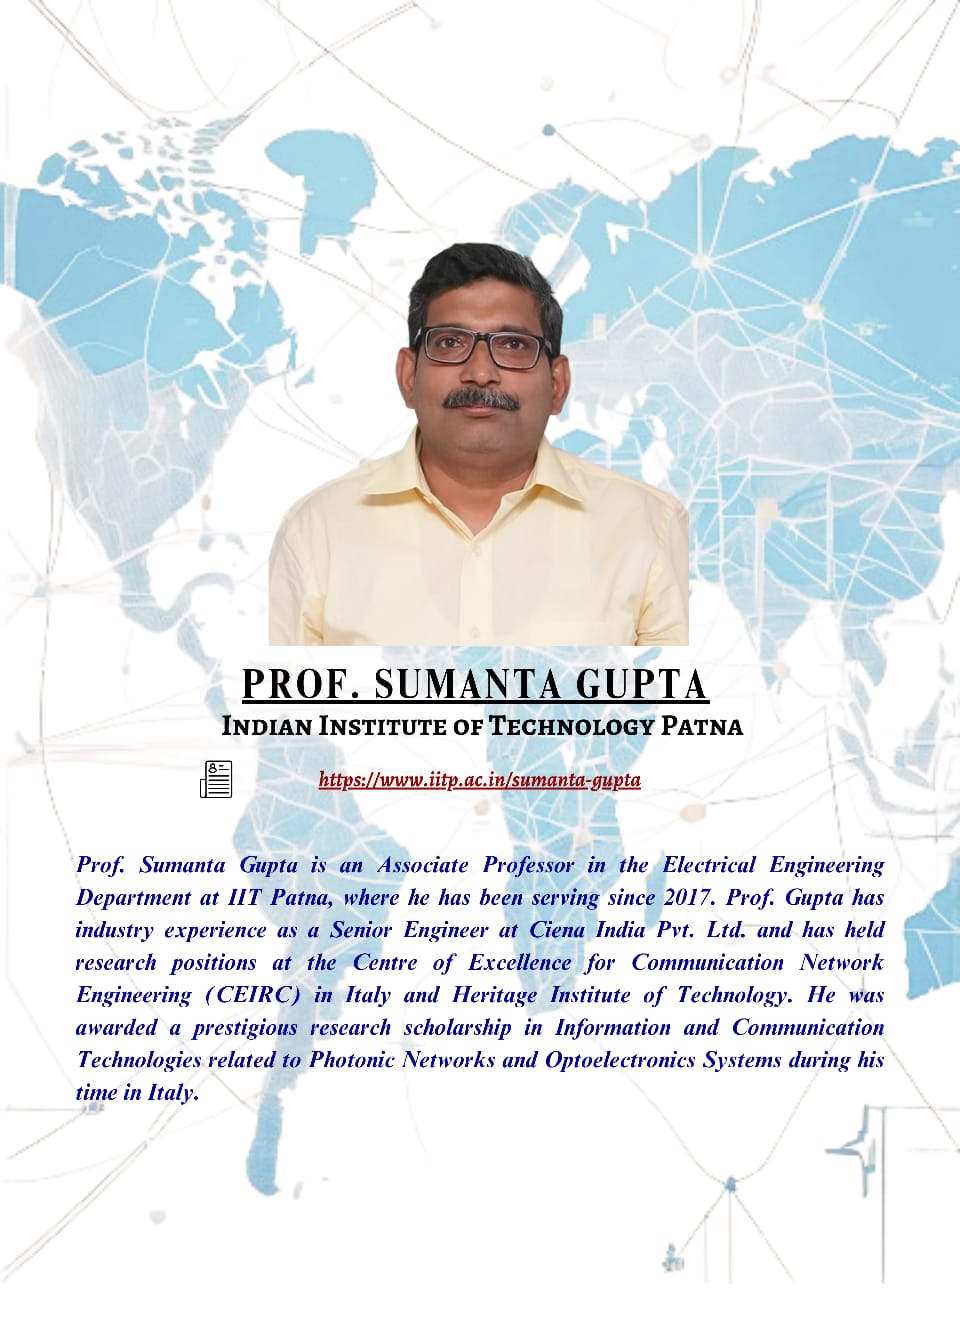 PROF. SUMANTA GUPTA
Indian Institute of Technology Patna
https://www.iitp.ac.in/sumanta-gupta
Prof. Sumanta Gupta is an Associate Professor in the Electrical Engineering
Department at IIT Patna, where he has been serving since 2017. Prof. Gupta has
industry experience as a Senior Engineer at Ciena India Pvt. Ltd. and has held
research positions at the Centre of Excellence for Communication Network
Engineering (CEIRC) in Italy and Heritage Institute of Technology. He was
awarded a prestigious research scholarship in Information and Communication
Technologies related to Photonic Networks and Optoelectronics Systems during his
time in Italy.